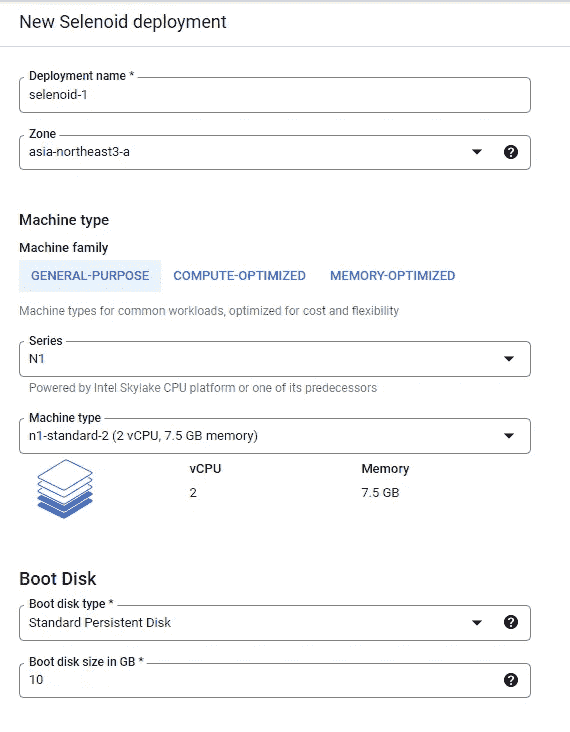 New Selenoid deployment
Deployment name *
selenoid-1
Zone
asia-northeast3-a
?
Machine type
Machine family
GENERAL-PURPOSE COMPUTE-OPTIMIZED MEMORY-OPTIMIZED
Machine types for common workloads, optimized for cost and flexibility
Series
N1
Powered by Intel Skylake CPU platform or one of its predecessors
Machine type
n1-standard-2 (2 vCPU, 7.5 GB memory)
vCPU Memory
2 7.5 GB
Boot Disk
Boot disk type *
Standard Persistent Disk
?
Boot disk size in GB *
10
?